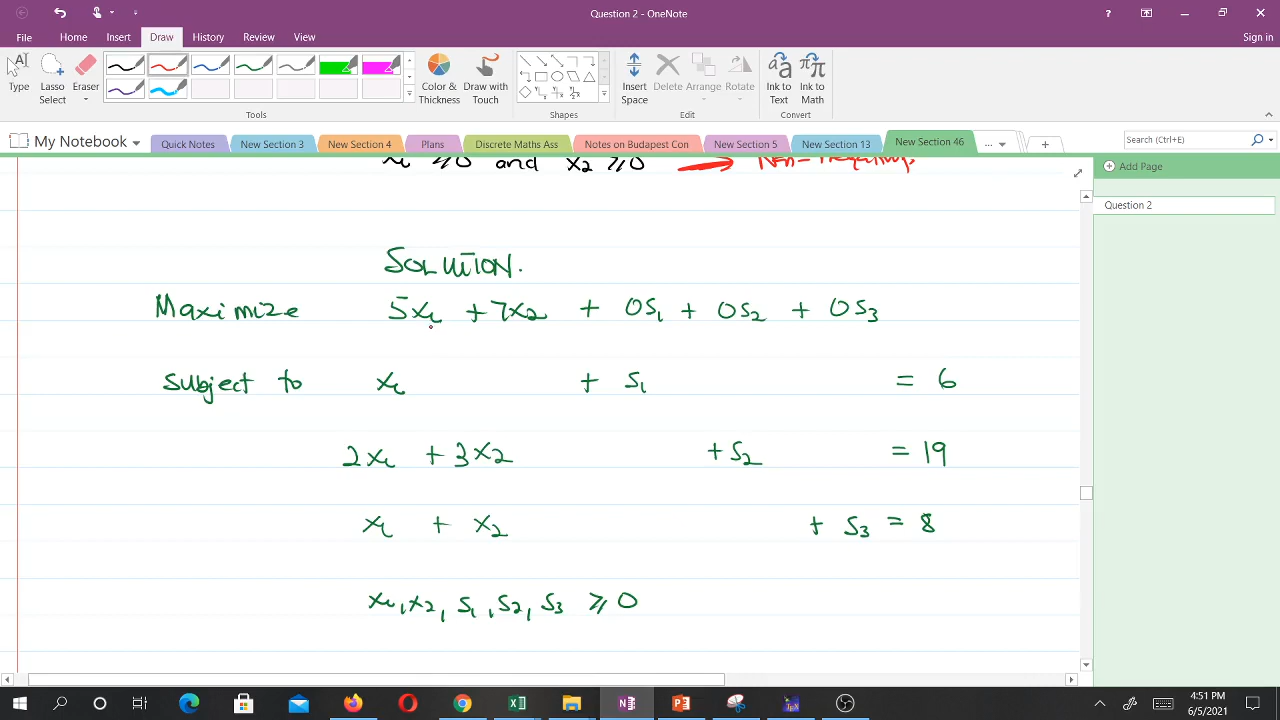 Question 2 - OneNote
File Home Insert Draw History Review View
Sign in
Type
Lasso Select
Eraser
Color & Thickness
Draw with Touch
Insert Space
Delete
Arrange
Rotate
Ink to Text
Ink to Math
Tools
Shapes
Edit
Convert
My Notebook
Quick Notes
New Section 3
New Section 4
Plans
Discrete Maths Ass
Notes on Budapest Con
New Section 5
New Section 13
New Section 46
...
Search (Ctrl+E)
Add Page
Question 2
x₁ ≥0 and x₂ ≥0
SOLUTION.
Maximize 5x₁ + 7x₂ + 0S₁ + 0S₂ + 0S₃
Subject to x₁ + S₁ = 6
2x₁ + 3x₂ + S₂ = 19
x₁ + x₂ + S₃ = 8
x₁, x₂, S₁, S₂, S₃ ≥ 0
4:51 PM
6/5/2021